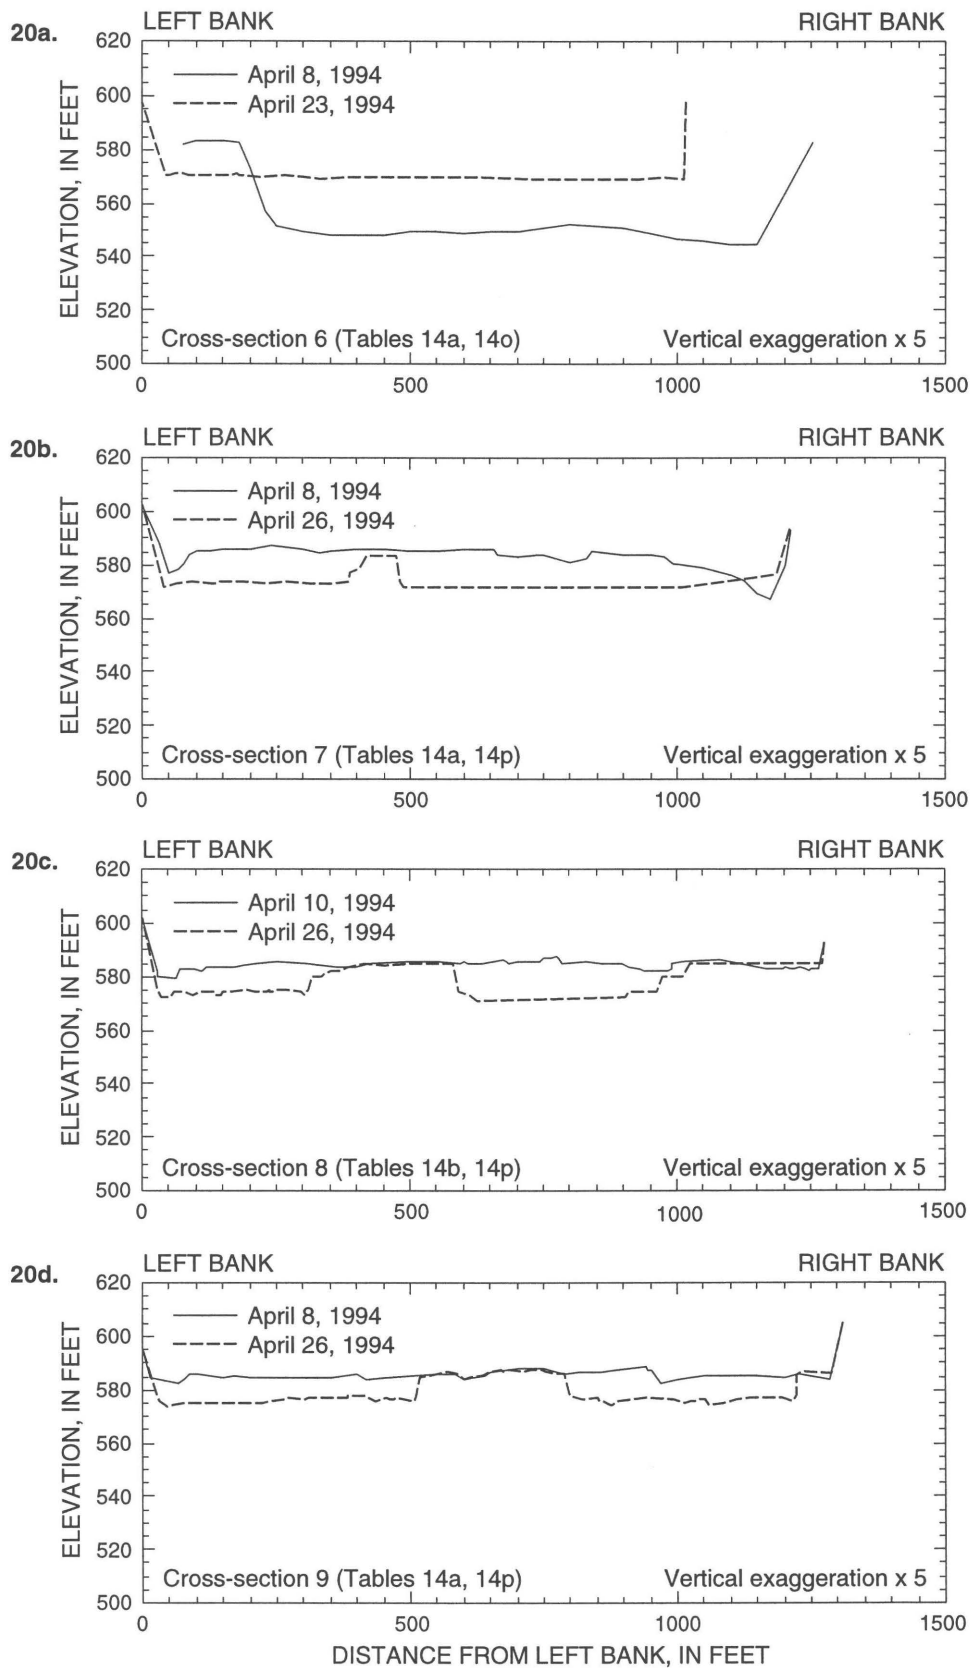 20a.
LEFT BANK RIGHT BANK
620
600
580
560
540
520
500
ELEVATION, IN FEET
April 8, 1994
April 23, 1994
Cross-section 6 (Tables 14a, 14o) Vertical exaggeration x 5
0 500 1000 1500
20b.
LEFT BANK RIGHT BANK
620
600
580
560
540
520
500
ELEVATION, IN FEET
April 8, 1994
April 26, 1994
Cross-section 7 (Tables 14a, 14p) Vertical exaggeration x 5
0 500 1000 1500
20c.
LEFT BANK RIGHT BANK
620
600
580
560
540
520
500
ELEVATION, IN FEET
April 10, 1994
April 26, 1994
Cross-section 8 (Tables 14b, 14p) Vertical exaggeration x 5
0 500 1000 1500
20d.
LEFT BANK RIGHT BANK
620
600
580
560
540
520
500
ELEVATION, IN FEET
April 8, 1994
April 26, 1994
Cross-section 9 (Tables 14a, 14p) Vertical exaggeration x 5
0 500 1000 1500
DISTANCE FROM LEFT BANK, IN FEET